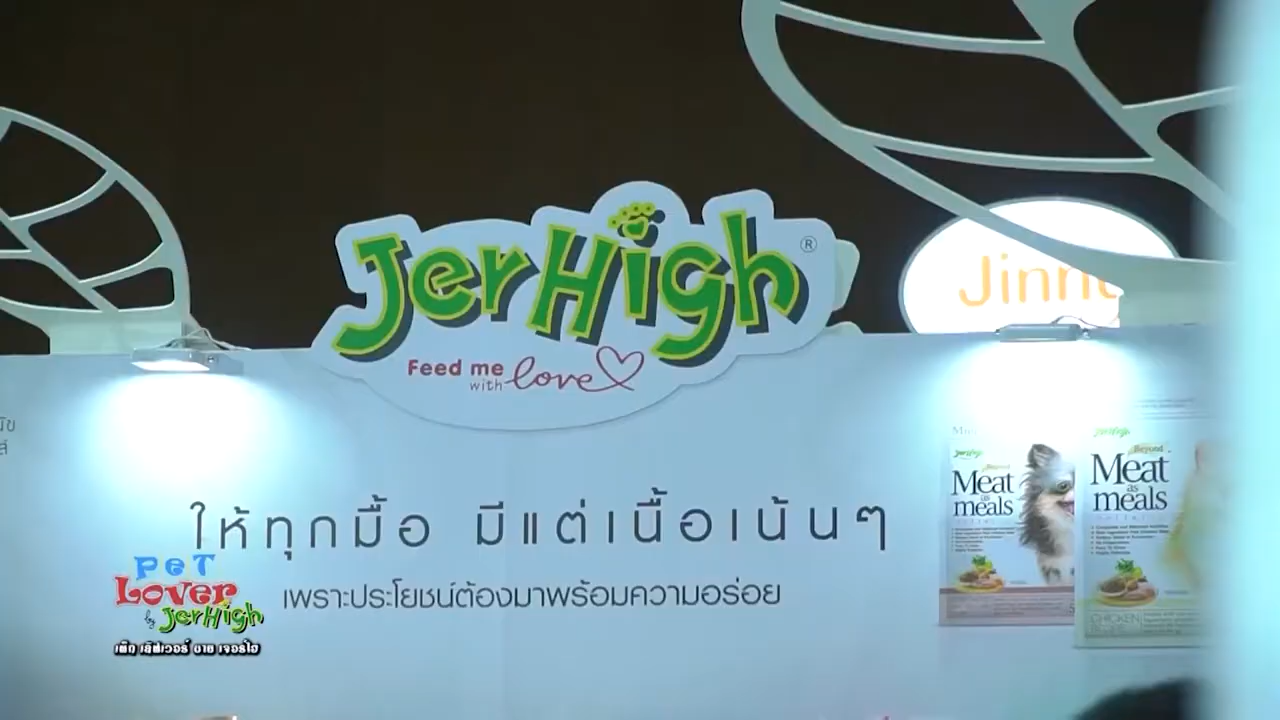 JerHigh®
Feed me
with love
ให้ทุกมื้อ มีแต่เนื้อเน้นๆ
เพราะประโยชน์ต้องมาพร้อมความอร่อย
JerHigh
Beyond
Meat
as
meals
JerHigh
Beyond
Meat
as
meals
CHICKEN
PeT
Lover
by JerHigh
เพ็ท เลิฟเวอร์ บาย เจอร์ไฮ